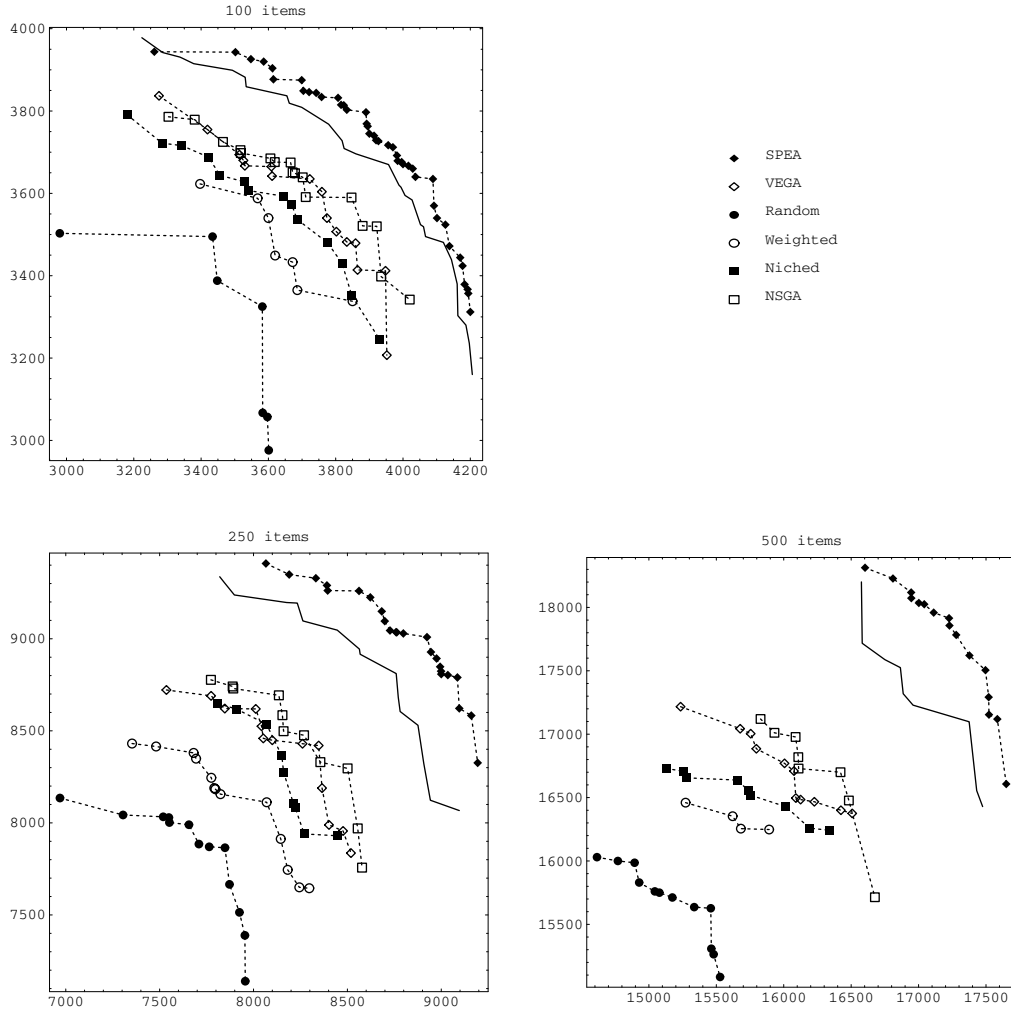 100 items
4000
3800
3600
3400
3200
3000
3000 3200 3400 3600 3800 4000 4200
SPEA
VEGA
Random
Weighted
Niched
NSGA
250 items
9000
8500
8000
7500
7000 7500 8000 8500 9000
500 items
18000
17500
17000
16500
16000
15500
15000 15500 16000 16500 17000 17500